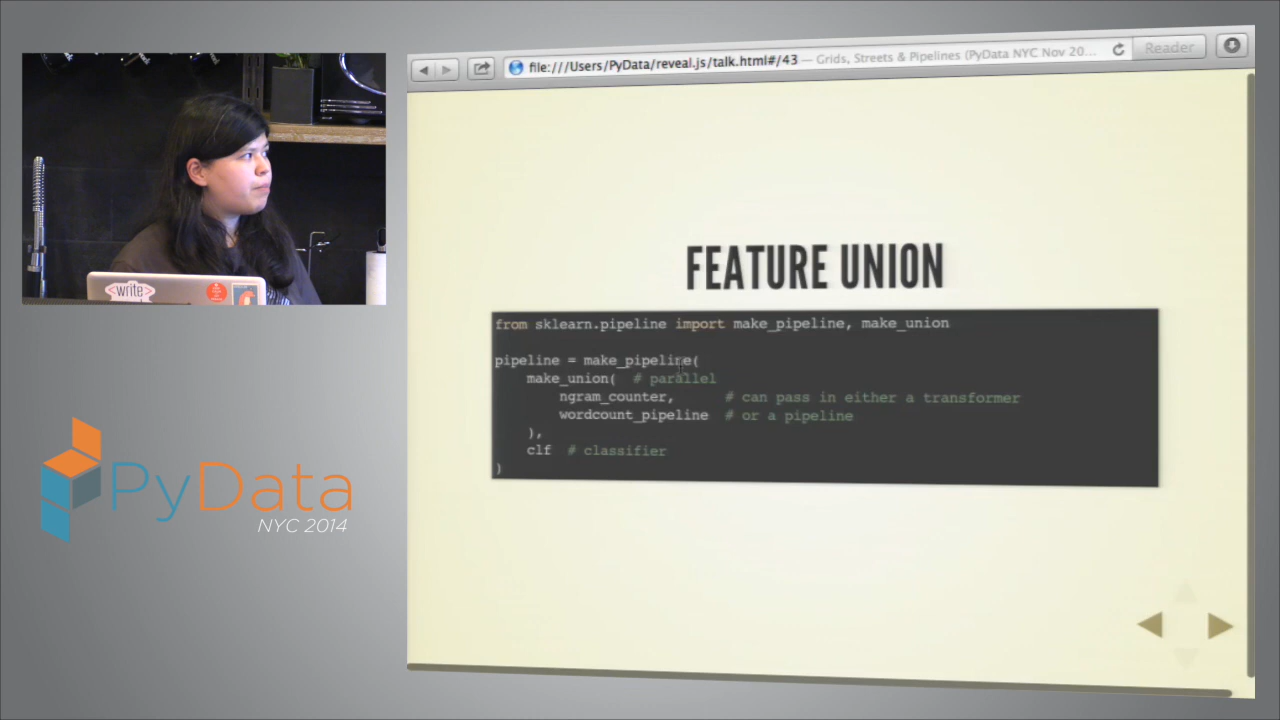 file:///Users/PyData/reveal.js/talk.html#/43 — Grids, Streets & Pipelines (PyData NYC Nov 20...
Reader
FEATURE UNION
from sklearn.pipeline import make_pipeline, make_union
pipeline = make_pipeline(
make_union(  # parallel
ngram_counter,  # can pass in either a transformer
wordcount_pipeline  # or a pipeline
),
clf  # classifier
)
<write
PyData
NYC 2014